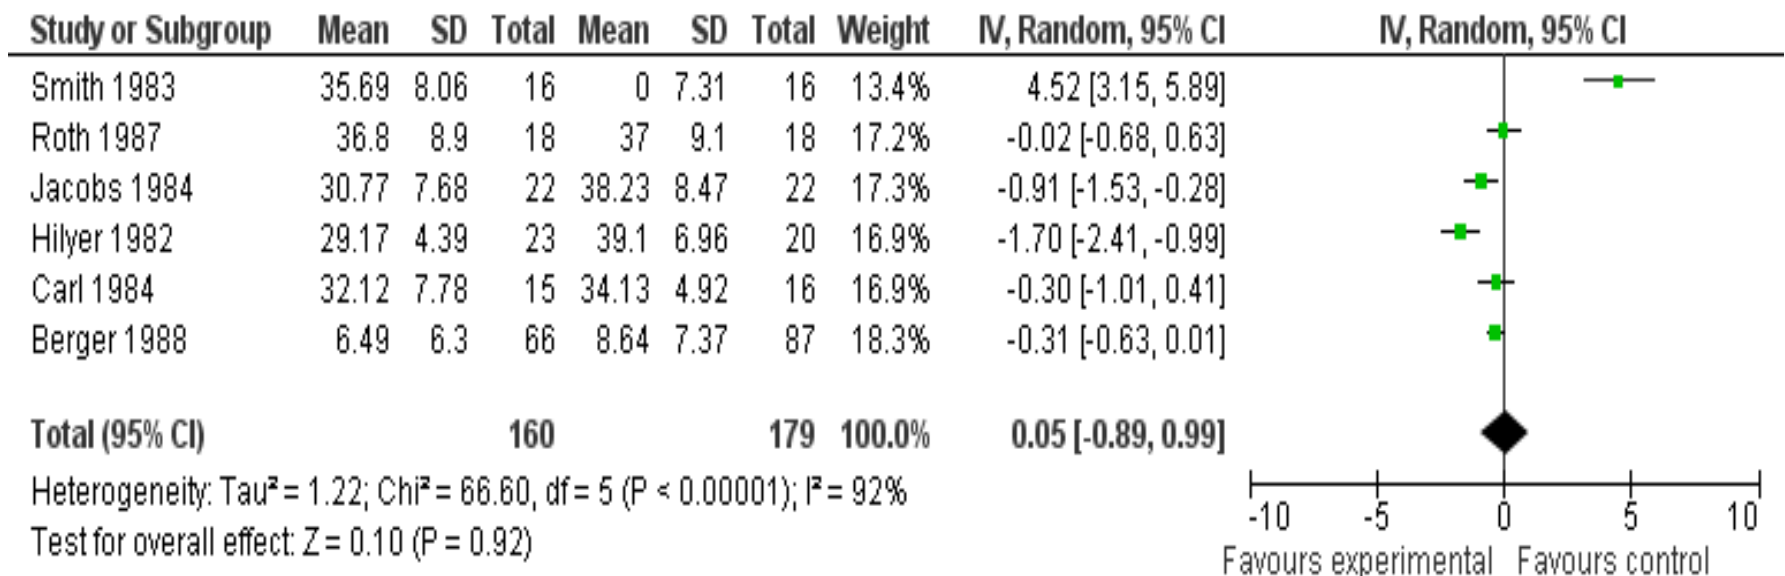 Study or Subgroup Mean SD Total Mean SD Total Weight IV, Random, 95% CI IV, Random, 95% CI
Smith 1983 35.69 8.06 16 0 7.31 16 13.4% 4.52 [3.15, 5.89]
Roth 1987 36.8 8.9 18 37 9.1 18 17.2% -0.02 [-0.68, 0.63]
Jacobs 1984 30.77 7.68 22 38.23 8.47 22 17.3% -0.91 [-1.53, -0.28]
Hilyer 1982 29.17 4.39 23 39.1 6.96 20 16.9% -1.70 [-2.41, -0.99]
Carl 1984 32.12 7.78 15 34.13 4.92 16 16.9% -0.30 [-1.01, 0.41]
Berger 1988 6.49 6.3 66 8.64 7.37 87 18.3% -0.31 [-0.63, 0.01]
Total (95% CI) 160 179 100.0% 0.05 [-0.89, 0.99]
Heterogeneity: Tau² = 1.22; Chi² = 66.60, df = 5 (P < 0.00001); I² = 92%
Test for overall effect: Z = 0.10 (P = 0.92)
-10 -5 0 5 10
Favours experimental Favours control